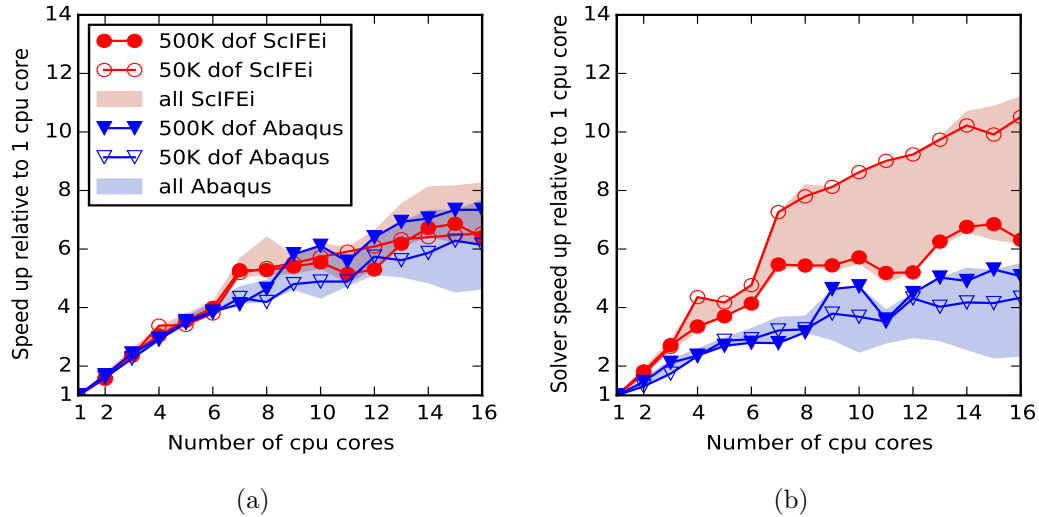 14
12
10
8
6
4
2
1
Speed up relative to 1 cpu core
500K dof ScIFEi
50K dof ScIFEi
all ScIFEi
500K dof Abaqus
50K dof Abaqus
all Abaqus
1 2 4 6 8 10 12 14 16
Number of cpu cores
(a)
14
12
10
8
6
4
2
1
Solver speed up relative to 1 cpu core
1 2 4 6 8 10 12 14 16
Number of cpu cores
(b)